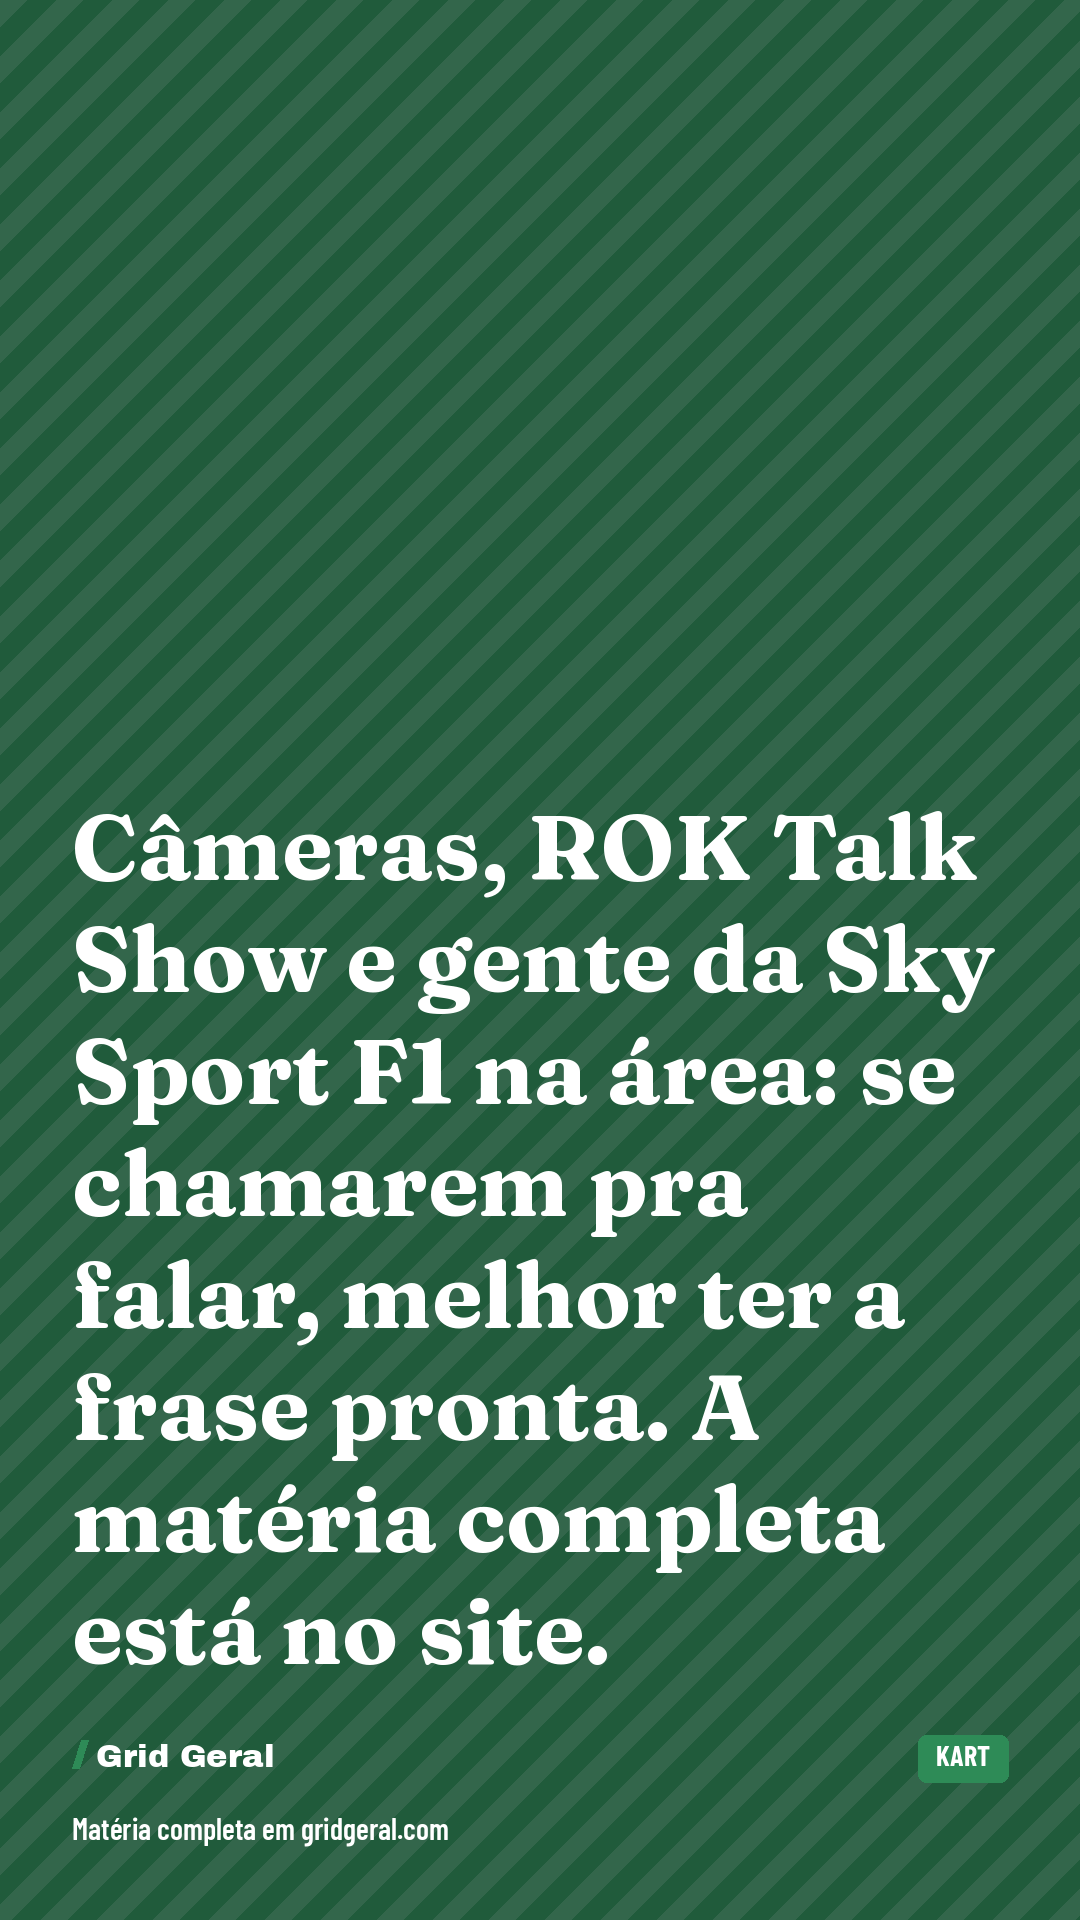 Câmeras, ROK Talk
Show e gente da Sky
Sport F1 na área: se
chamarem pra
falar, melhor ter a
frase pronta. A
matéria completa
está no site.
/ Grid Geral
KART
Matéria completa em gridgeral.com